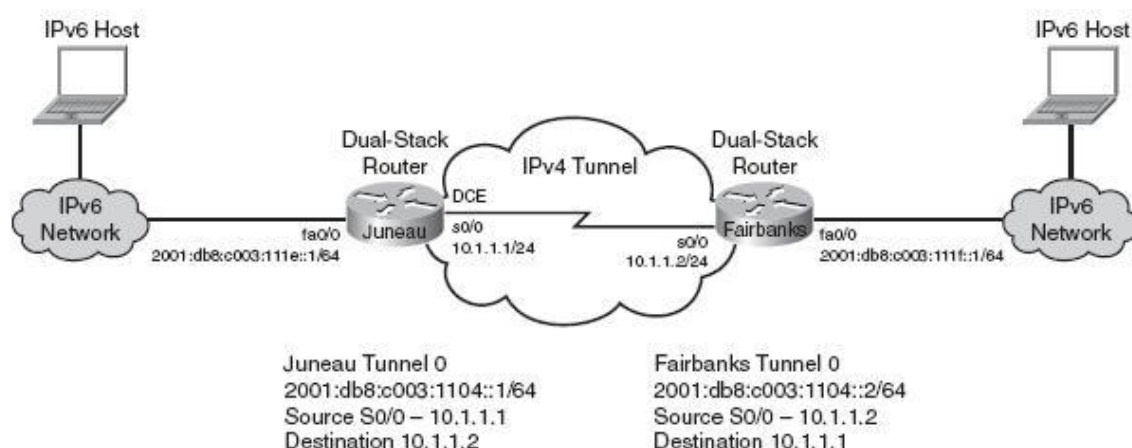 IPv6 Host
IPv6 Host
Dual-Stack
Router
IPv4 Tunnel
Dual-Stack
Router
DCE
IPv6
Network
fa0/0
Juneau
s0/0
10.1.1.1/24
s0/0
10.1.1.2/24
Fairbanks
fa0/0
IPv6
Network
2001:db8:c003:111e::1/64
2001:db8:c003:111f::1/64
Juneau Tunnel 0
2001:db8:c003:1104::1/64
Source S0/0 – 10.1.1.1
Destination 10.1.1.2
Fairbanks Tunnel 0
2001:db8:c003:1104::2/64
Source S0/0 – 10.1.1.2
Destination 10.1.1.1